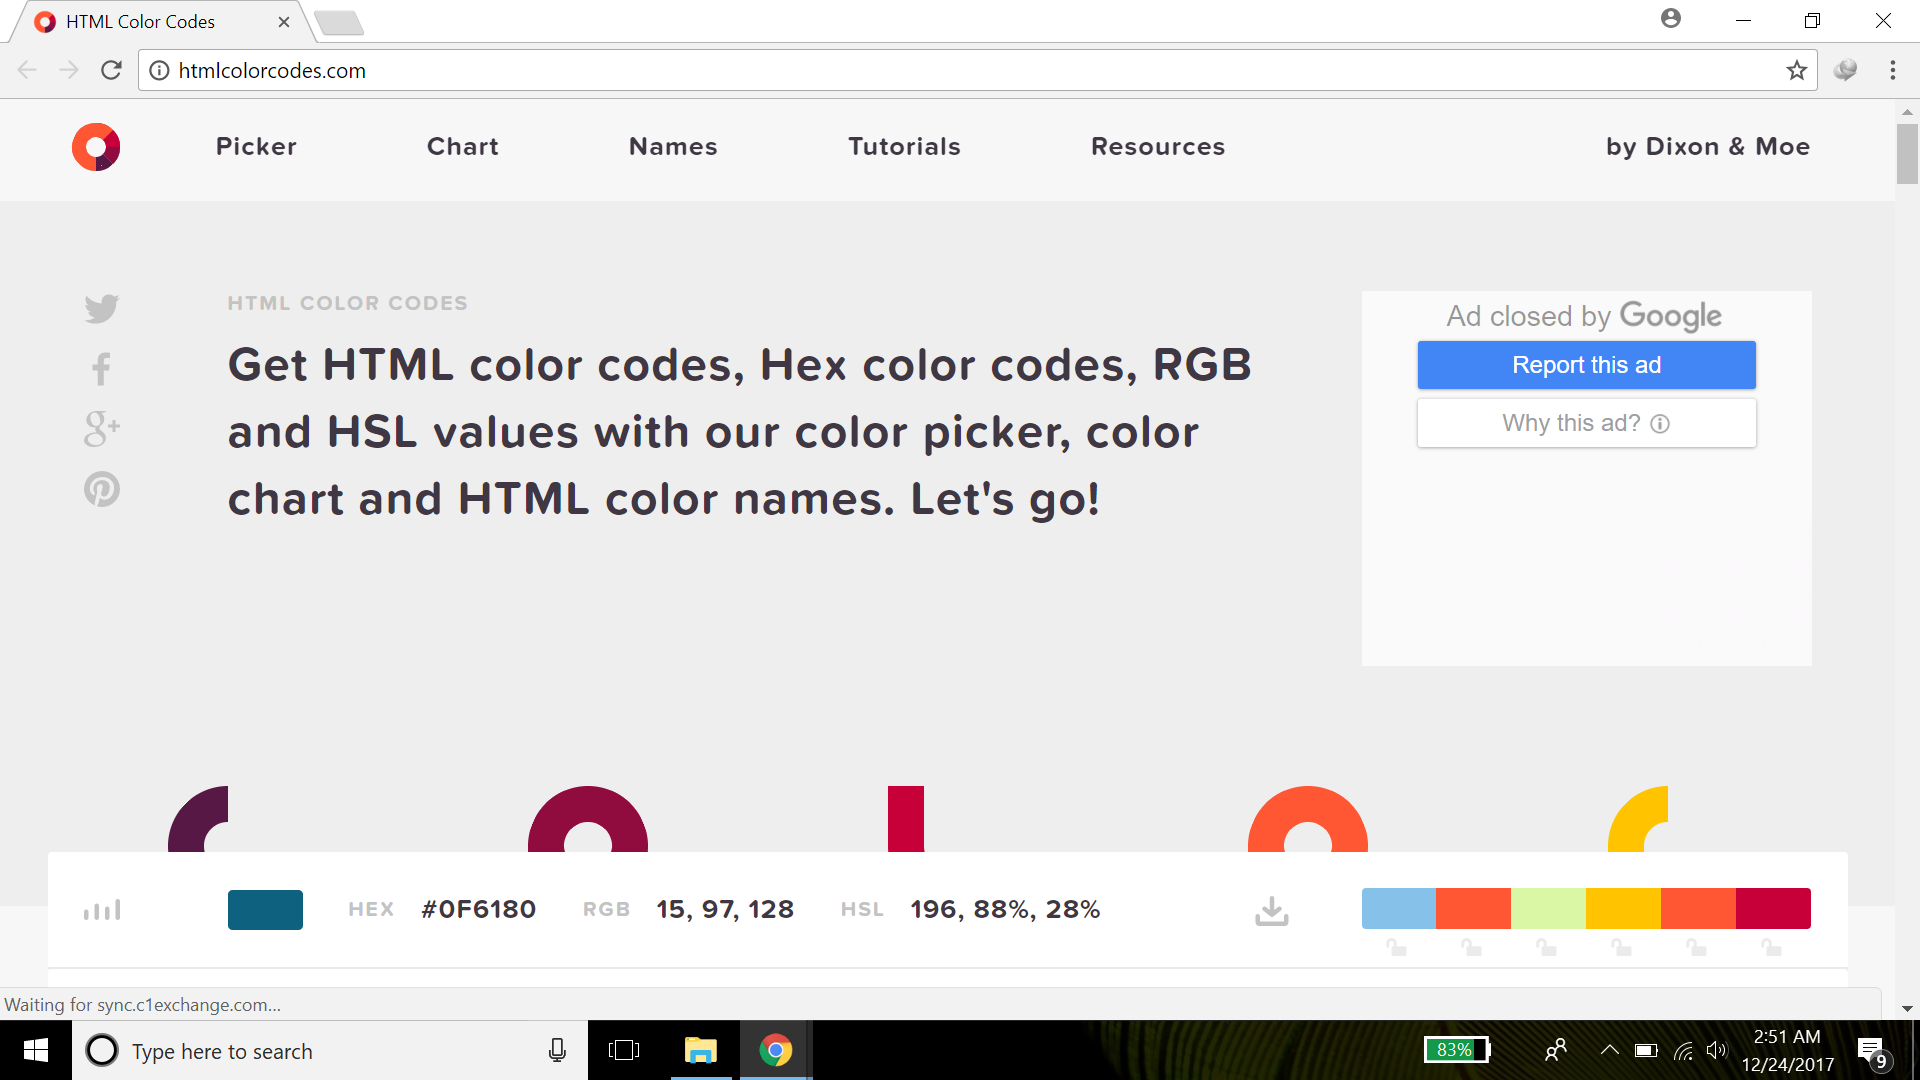 HTML Color Codes
htmlcolorcodes.com
Picker Chart Names Tutorials Resources by Dixon & Moe
HTML COLOR CODES
Get HTML color codes, Hex color codes, RGB
and HSL values with our color picker, color
chart and HTML color names. Let's go!
Ad closed by Google
Report this ad
Why this ad?
HEX #0F6180 RGB 15, 97, 128 HSL 196, 88%, 28%
Waiting for sync.c1exchange.com...
Type here to search
83%
2:51 AM
12/24/2017
9